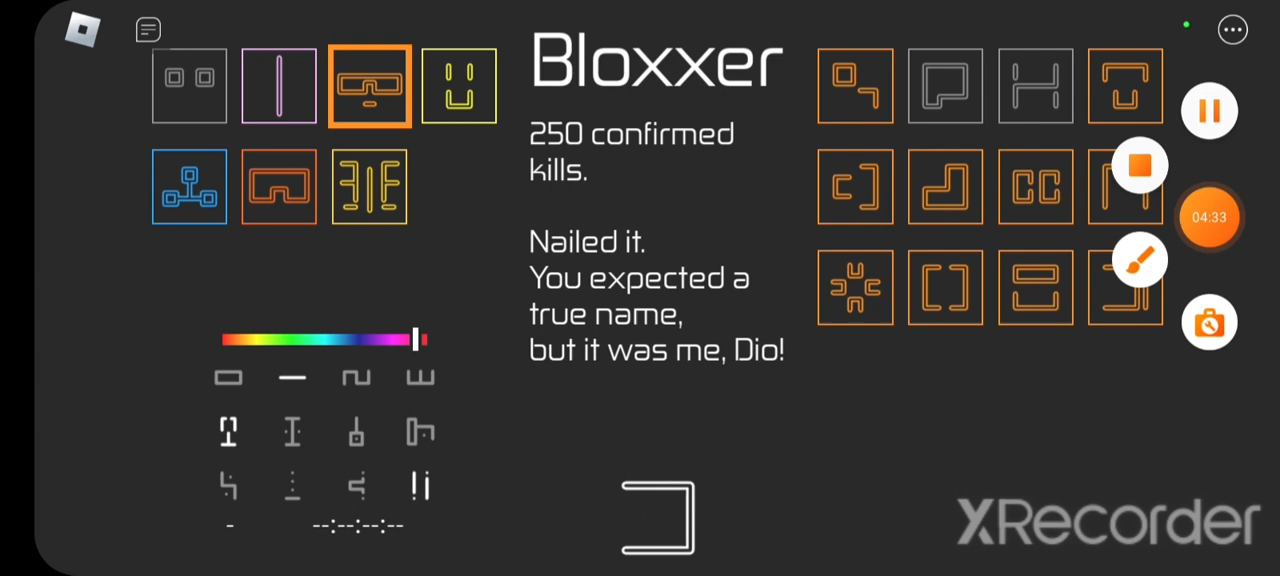 Bloxxer
250 confirmed
kills.
Nailed it.
You expected a
true name,
but it was me, Dio!
04:33
-
--:--:--:--
XRecorder